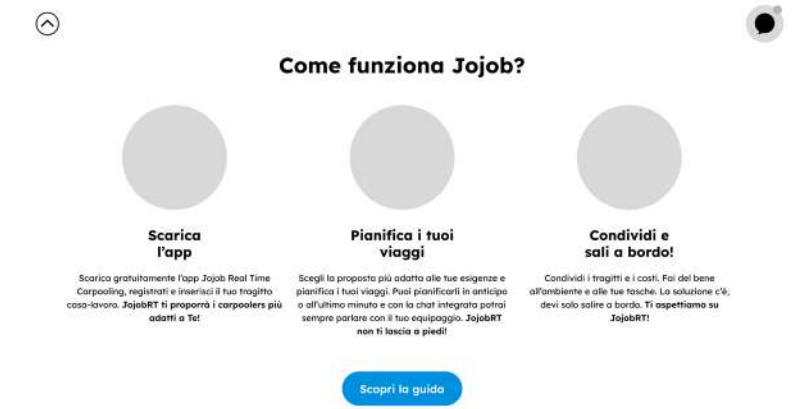 Come funziona Jojob?
Scarica
l'app
Scarica gratuitamente l'app Jojob Real Time
Carpooling, registrati e inserisci il tuo tragitto
casa-lavoro. JojobRT ti proporrà i carpoolers più
adatti a Te!
Pianifica i tuoi
viaggi
Scegli la proposta più adatta alle tue esigenze e
pianifica i tuoi viaggi. Puoi pianificarli in anticipo
o all'ultimo minuto e con la chat integrata potrai
sempre parlare con il tuo equipaggio. JojobRT
non ti lascia a piedi!
Condividi e
sali a bordo!
Condividi i tragitti e i costi. Fai del bene
all'ambiente e alle tue tasche. La soluzione c'è,
devi solo salire a bordo. Ti aspettiamo su
JojobRT!
Scopri la guida